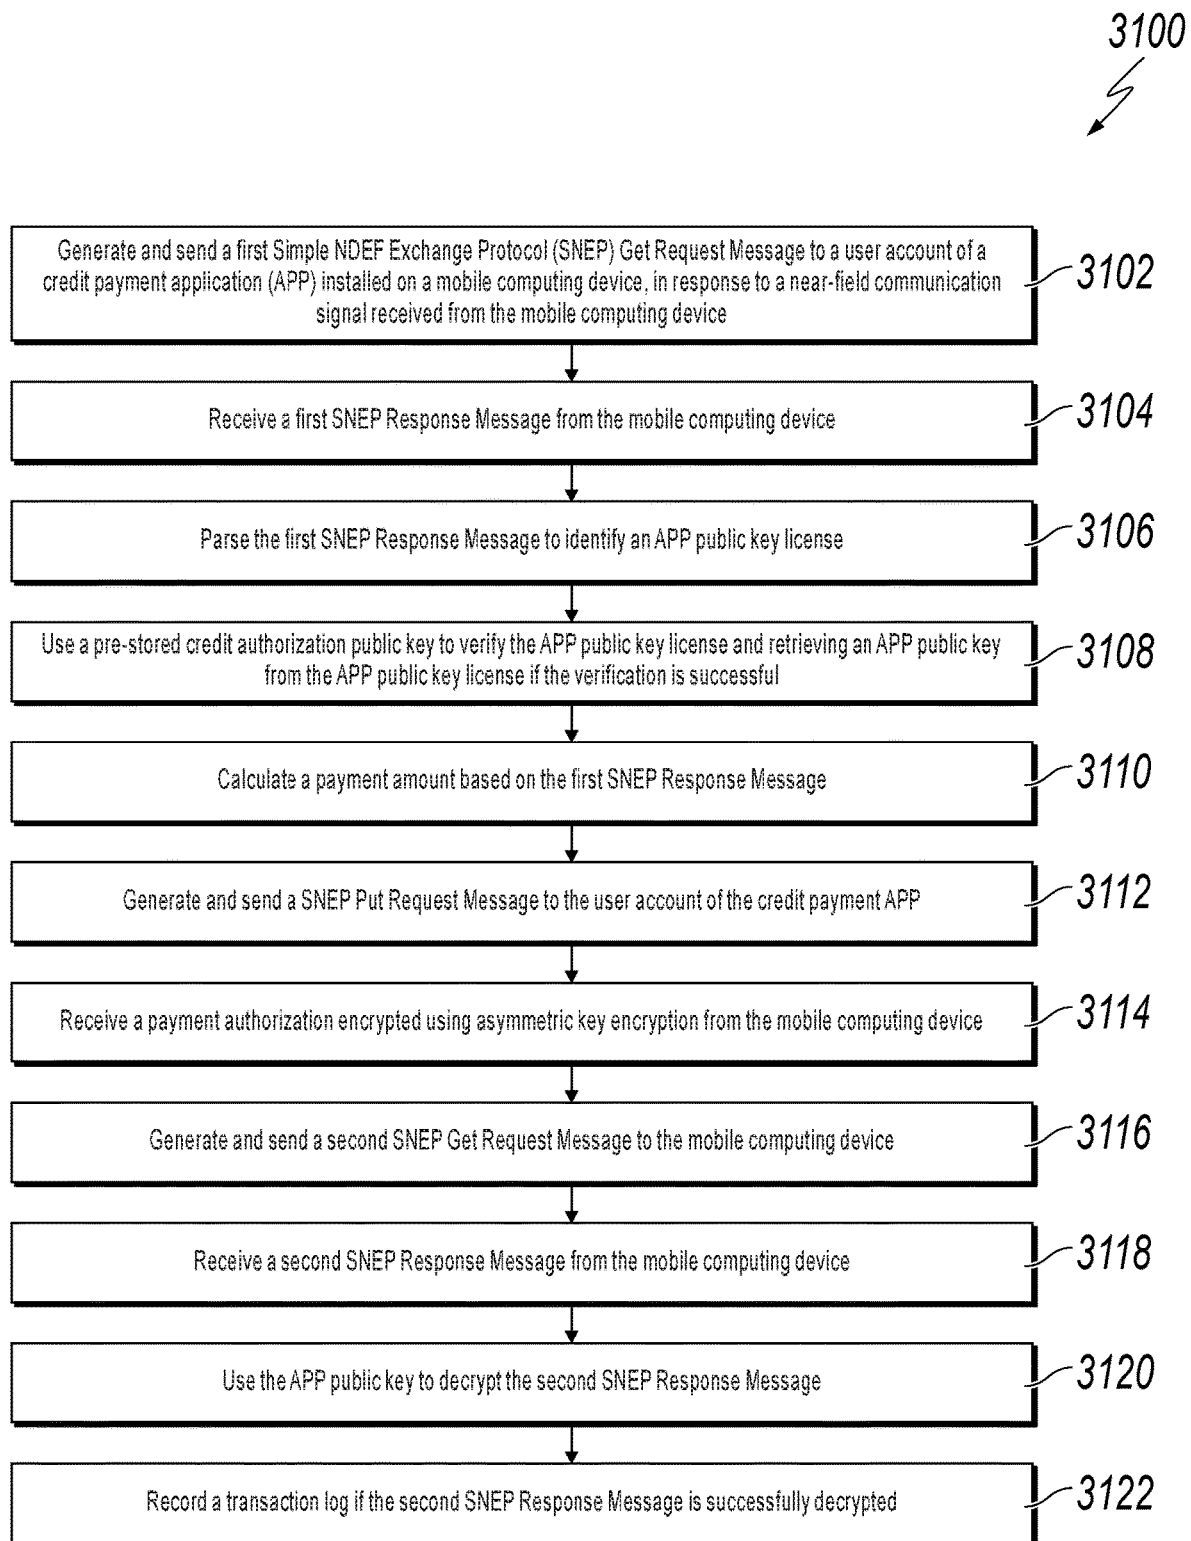 3100
Generate and send a first Simple NDEF Exchange Protocol (SNEP) Get Request Message to a user account of a
credit payment application (APP) installed on a mobile computing device, in response to a near-field communication
signal received from the mobile computing device
3102
Receive a first SNEP Response Message from the mobile computing device
3104
Parse the first SNEP Response Message to identify an APP public key license
3106
Use a pre-stored credit authorization public key to verify the APP public key license and retrieving an APP public key
from the APP public key license if the verification is successful
3108
Calculate a payment amount based on the first SNEP Response Message
3110
Generate and send a SNEP Put Request Message to the user account of the credit payment APP
3112
Receive a payment authorization encrypted using asymmetric key encryption from the mobile computing device
3114
Generate and send a second SNEP Get Request Message to the mobile computing device
3116
Receive a second SNEP Response Message from the mobile computing device
3118
Use the APP public key to decrypt the second SNEP Response Message
3120
Record a transaction log if the second SNEP Response Message is successfully decrypted
3122